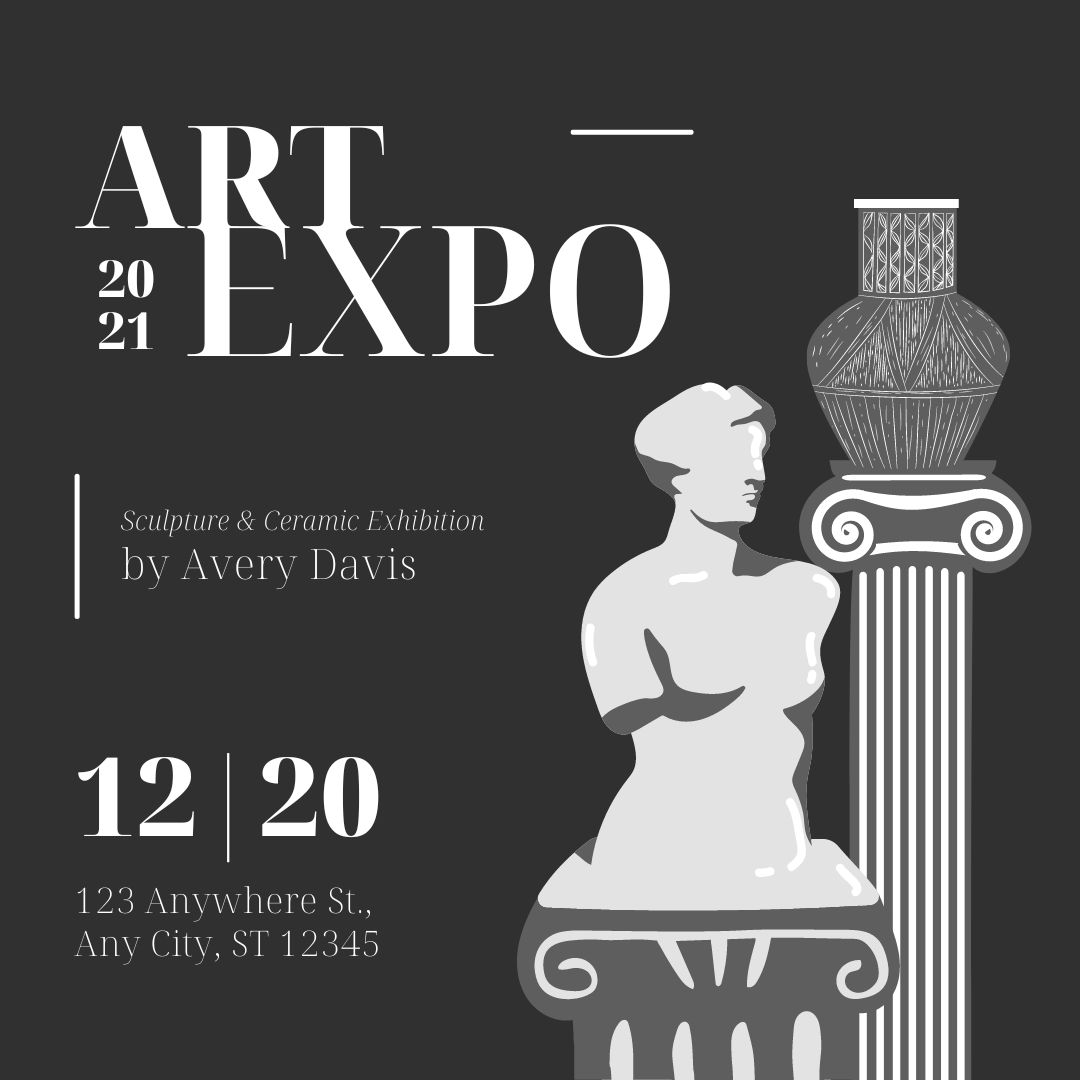 ART
EXPO
20
21
Sculpture & Ceramic Exhibition
by Avery Davis
12 | 20
123 Anywhere St.,
Any City, ST 12345